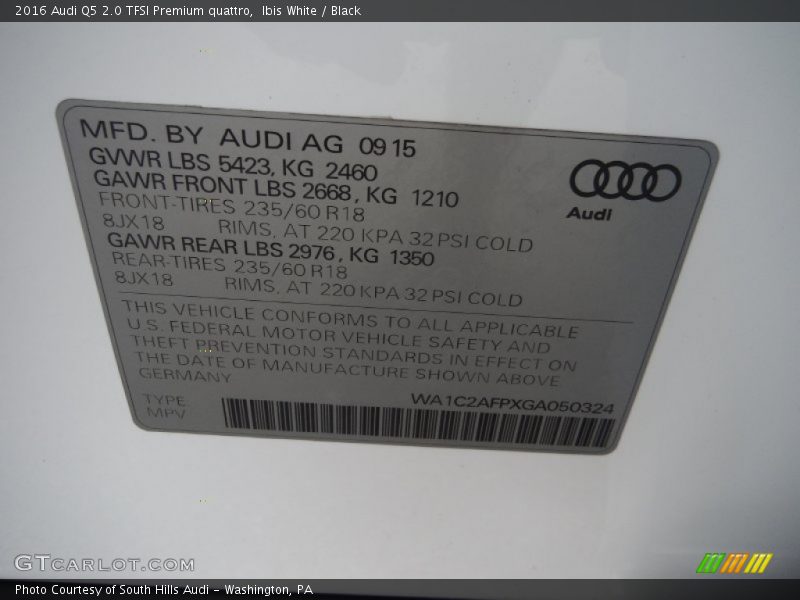 2016 Audi Q5 2.0 TFSI Premium quattro,  Ibis White / Black
MFD. BY AUDI AG 09 15
GVWR LBS 5423, KG 2460
GAWR FRONT LBS 2668, KG 1210
FRONT-TIRES 235/60 R18
8JX18 RIMS, AT 220 KPA 32 PSI COLD
GAWR REAR LBS 2976, KG 1350
REAR-TIRES 235/60 R18
8JX18 RIMS, AT 220 KPA 32 PSI COLD
Audi
THIS VEHICLE CONFORMS TO ALL APPLICABLE
U.S. FEDERAL MOTOR VEHICLE SAFETY AND
THEFT PREVENTION STANDARDS IN EFFECT ON
THE DATE OF MANUFACTURE SHOWN ABOVE
GERMANY
WA1C2AFPXGA050324
TYPE
MPV
GTCARLOT.COM
Photo Courtesy of South Hills Audi - Washington, PA